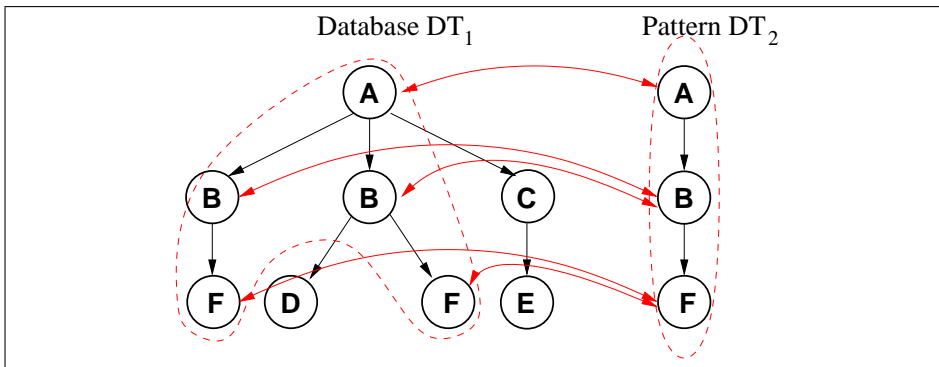 Database DT1 Pattern DT2
A A
B B C B
F D F E F